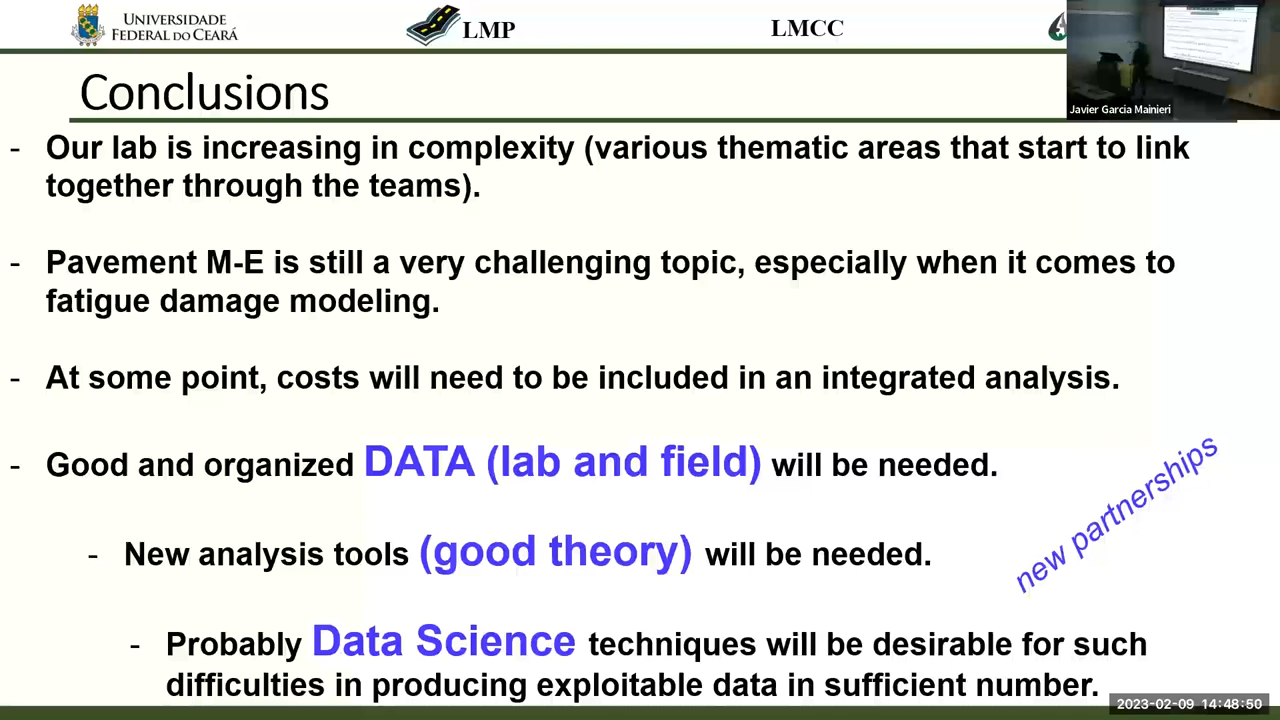 UNIVERSIDADE
FEDERAL DO CEARÁ
LMP
LMCC
Javier Garcia Mainieri
Conclusions
- Our lab is increasing in complexity (various thematic areas that start to link
together through the teams).
- Pavement M-E is still a very challenging topic, especially when it comes to
fatigue damage modeling.
- At some point, costs will need to be included in an integrated analysis.
- Good and organized DATA (lab and field) will be needed.
new partnerships
- New analysis tools (good theory) will be needed.
- Probably Data Science techniques will be desirable for such
difficulties in producing exploitable data in sufficient number.
2023-02-09 14:48:50